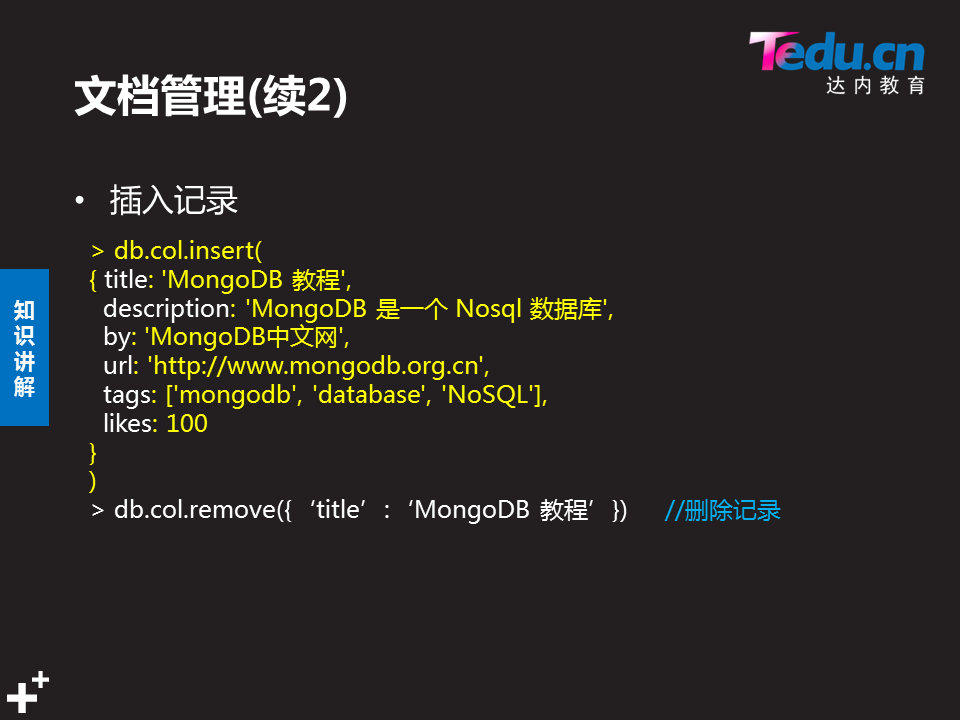 Tedu.cn
达内教育
文档管理(续2)
• 插入记录
> db.col.insert(
{ title: 'MongoDB 教程',
description: 'MongoDB 是一个 Nosql 数据库',
by: 'MongoDB中文网',
url: 'http://www.mongodb.org.cn',
tags: ['mongodb', 'database', 'NoSQL'],
likes: 100
}
)
> db.col.remove({‘title’:‘MongoDB 教程’}) //删除记录
知
识
讲
解